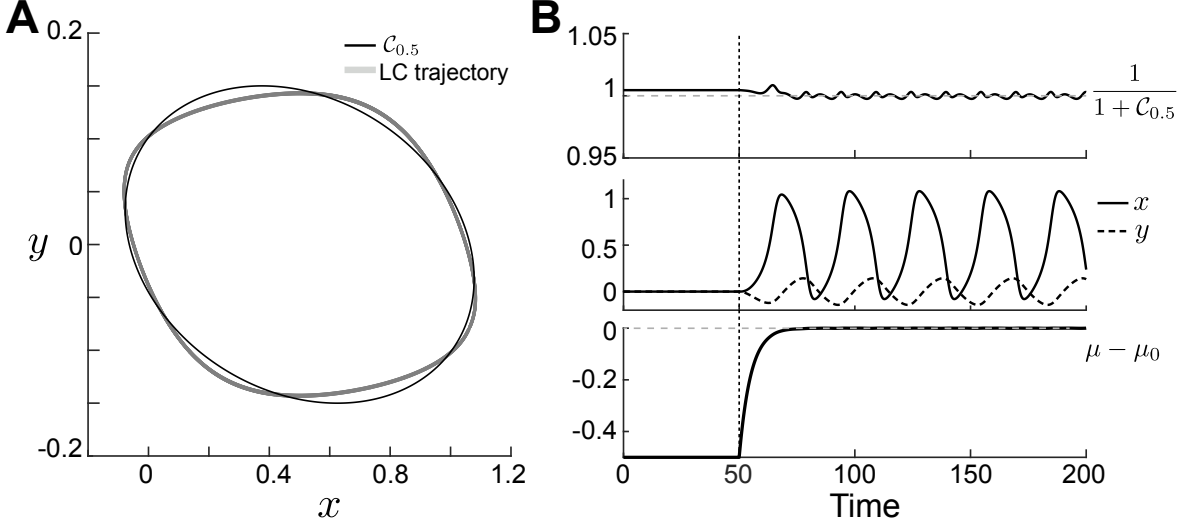 A
0.2
0
-0.2
y
0
0.4
0.8
1.2
x
𝒞₀.₅
LC trajectory
B
1.05
1
0.95
1
1 + 𝒞₀.₅
1
0.5
0
x
y
0
-0.2
-0.4
μ − μ₀
0
50
100
150
200
Time